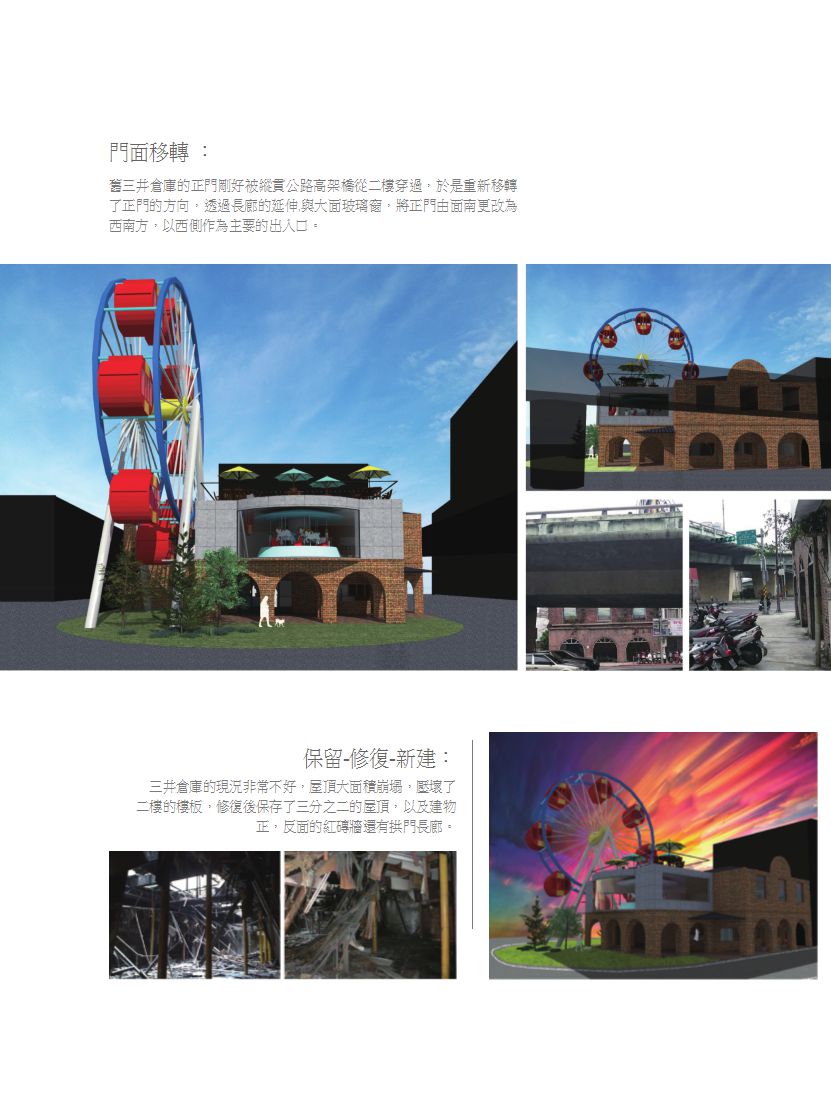 門面移轉 ：
舊三井倉庫的正門剛好被縱貫公路高架橋從二樓穿過，於是重新移轉
了正門的方向，透過長廊的延伸,與大面玻璃窗，將正門由面南更改為
西南方，以西側作為主要的出入口。
保留-修復-新建：
三井倉庫的現況非常不好，屋頂大面積崩塌，壓壞了
二樓的樓板，修復後保存了三分之二的屋頂，以及建物
正，反面的紅磚牆還有拱門長廊。